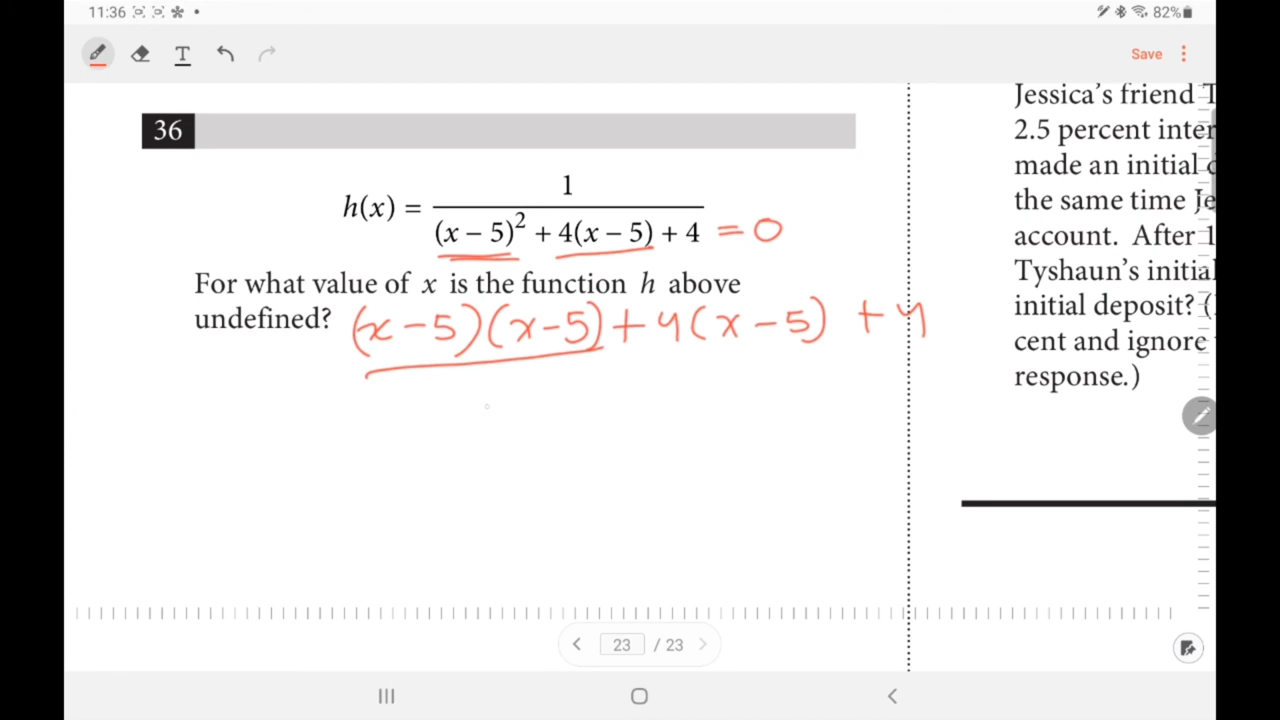 11:36
82%
T
Save
36
h(x) = 1 / (x − 5)² + 4(x − 5) + 4 = 0
For what value of x is the function h above
undefined? (x − 5)(x − 5) + 4(x − 5) + 4
Jessica's friend T
2.5 percent inter
made an initial d
the same time Je
account. After 1
Tyshaun's initial
initial deposit? (
cent and ignore
response.)
23 / 23